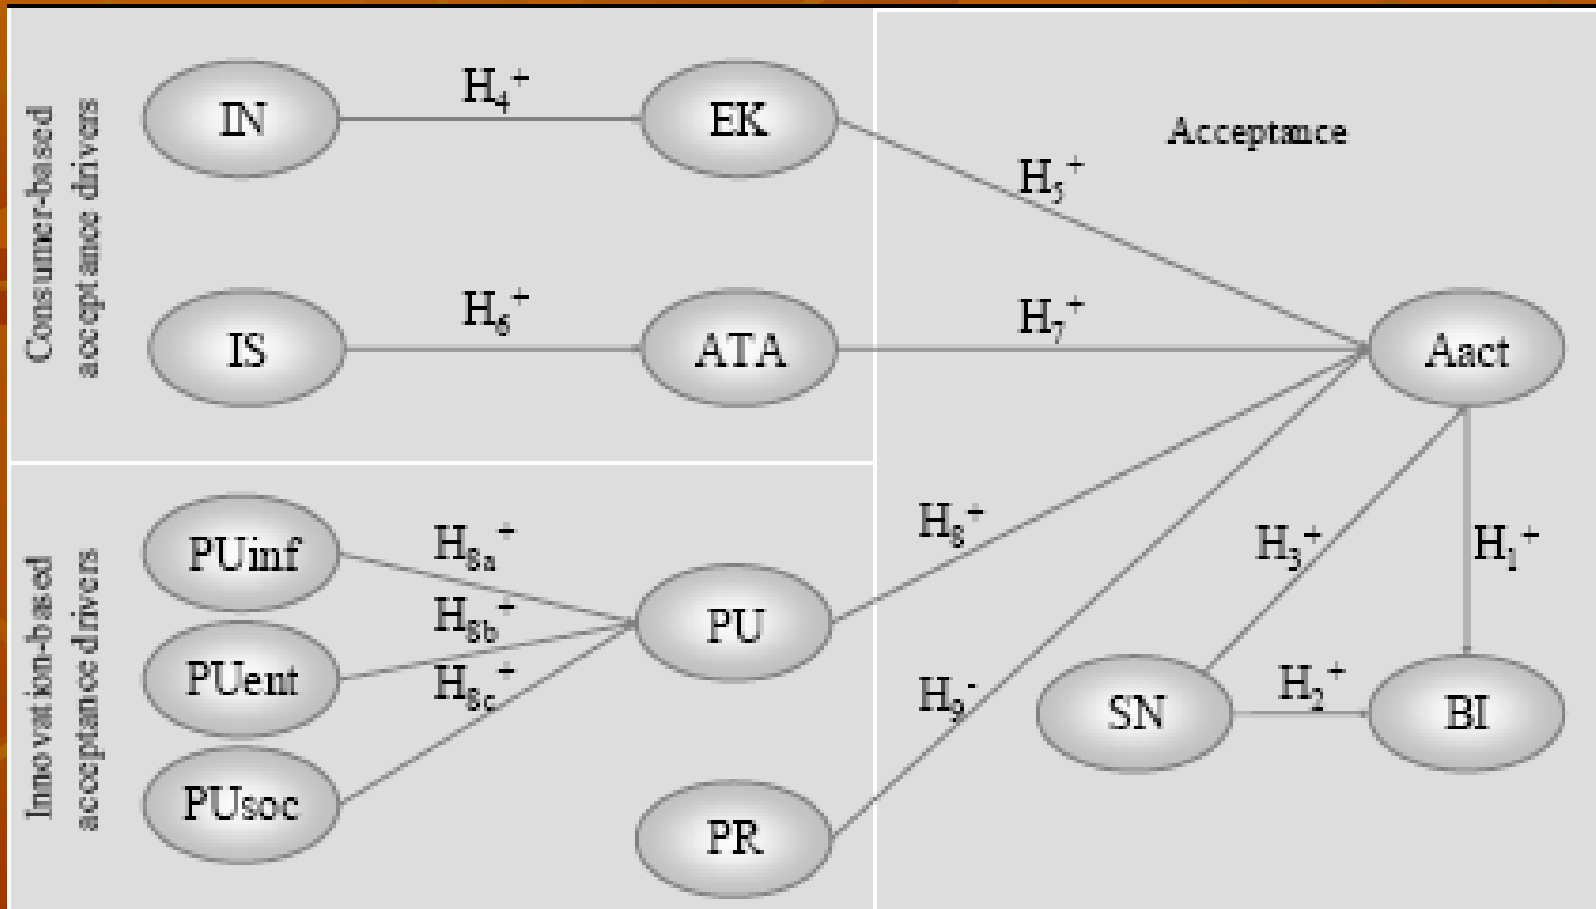 Consumer-based
acceptance drivers
IN
H₄⁺
EK
IS
H₆⁺
ATA
Innovation-based
acceptance drivers
PUinf
PUent
PUsoc
H₈ₐ⁺
H₈b⁺
H₈c⁺
PU
PR
Acceptance
H₅⁺
H₇⁺
Aact
H₈⁺
H₉⁻
H₃⁺
H₁⁺
SN
H₂⁺
BI